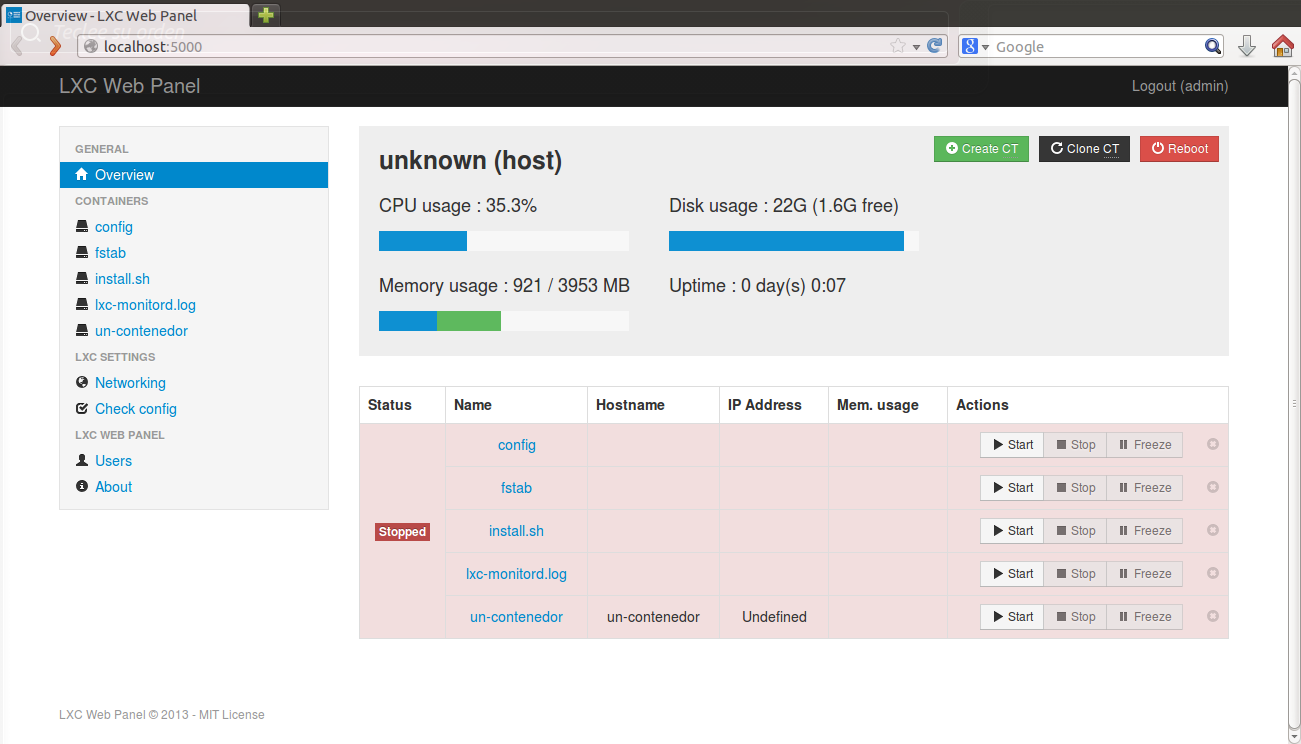 Overview - LXC Web Panel
Teclee su orden
localhost:5000
Google
LXC Web Panel
Logout (admin)
GENERAL
Overview
CONTAINERS
config
fstab
install.sh
lxc-monitord.log
un-contenedor
LXC SETTINGS
Networking
Check config
LXC WEB PANEL
Users
About
unknown (host)
Create CT
Clone CT
Reboot
CPU usage : 35.3%
Disk usage : 22G (1.6G free)
Memory usage : 921 / 3953 MB
Uptime : 0 day(s) 0:07
Status Name Hostname IP Address Mem. usage Actions
config Start Stop Freeze
fstab Start Stop Freeze
Stopped install.sh Start Stop Freeze
lxc-monitord.log Start Stop Freeze
un-contenedor un-contenedor Undefined Start Stop Freeze
LXC Web Panel © 2013 - MIT License